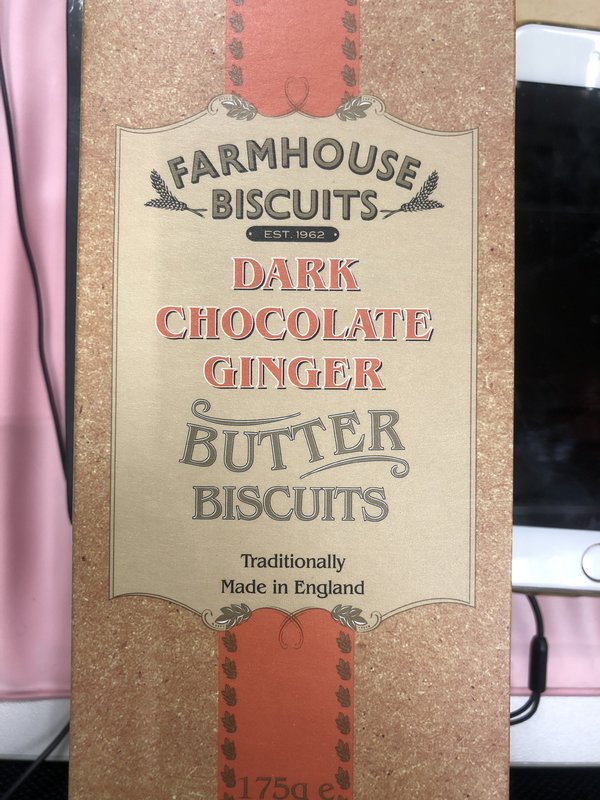 FARMHOUSE
BISCUITS
EST. 1962
DARK
CHOCOLATE
GINGER
BUTTER
BISCUITS
Traditionally
Made in England
175g e